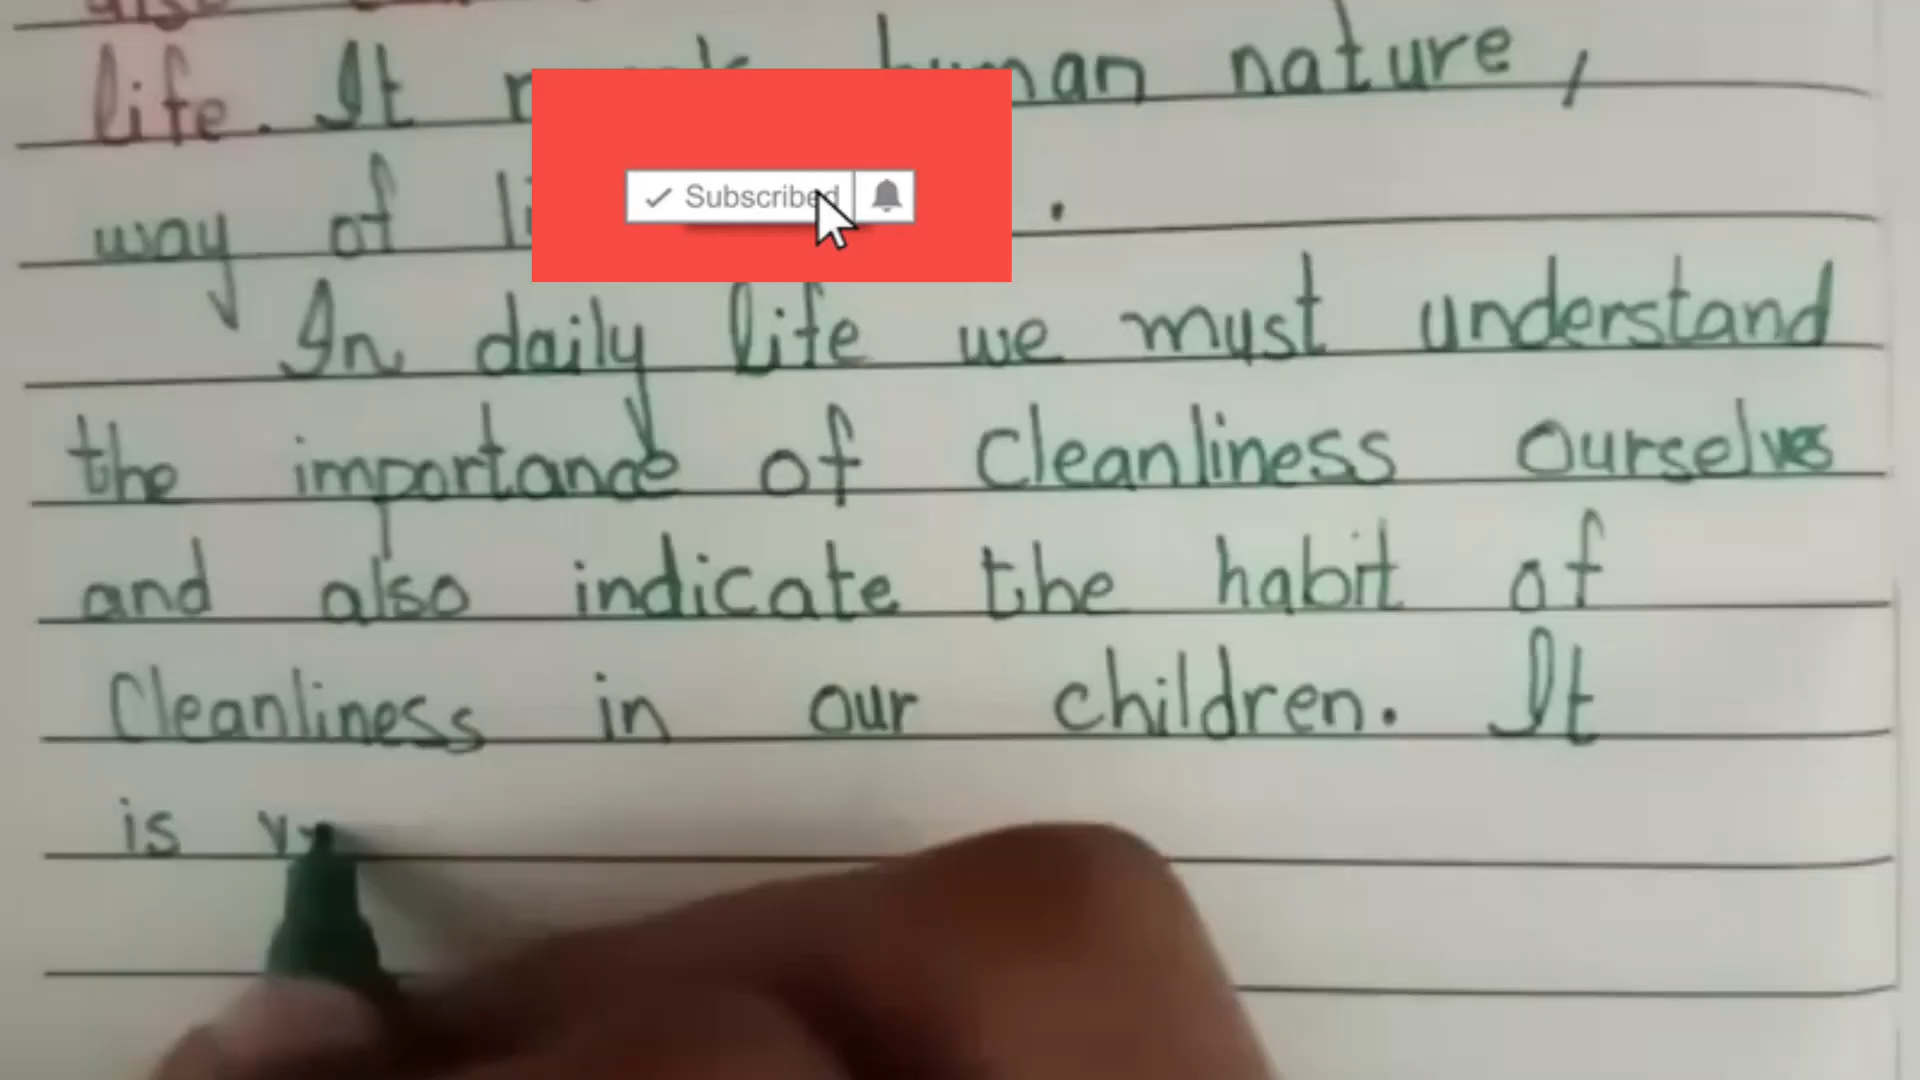 life. It human nature,
way of
Subscribed
In daily life we must understand
the importance of Cleanliness Ourselves
and also indicate the habit of
Cleanliness in our children. It
is